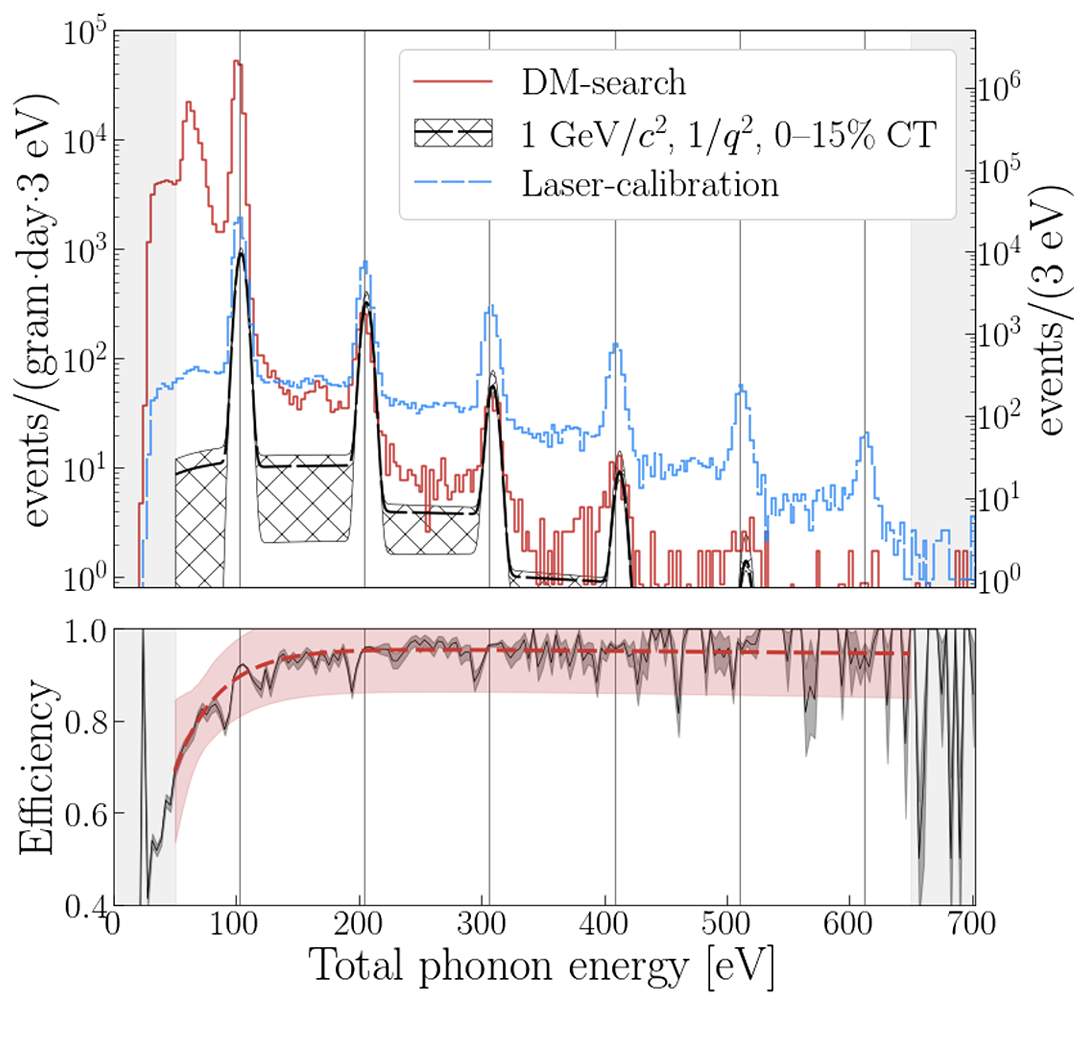 10⁵
10⁴
10³
10²
10¹
10⁰
events/(gram·day·3 eV)
DM-search
1 GeV/c², 1/q², 0–15% CT
Laser-calibration
10⁶
10⁵
10⁴
10³
10²
10¹
10⁰
events/(3 eV)
1.0
0.8
0.6
0.4
Efficiency
0 100 200 300 400 500 600 700
Total phonon energy [eV]